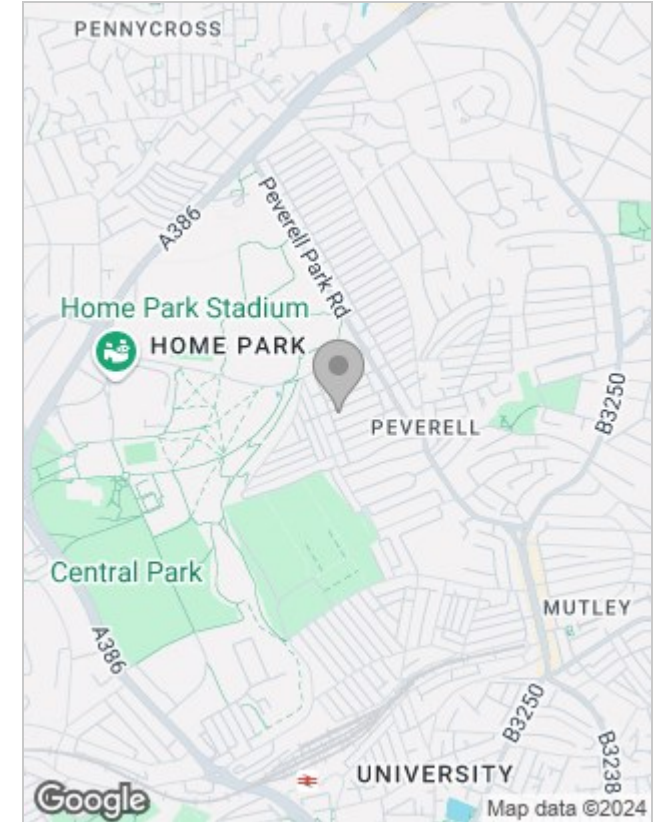 PENNYCROSS
A386
Peverell Park Rd
Home Park Stadium
HOME PARK
B3250
PEVERELL
Central Park
MUTLEY
A386
B3250
B3238
UNIVERSITY
Google
Map data ©2024